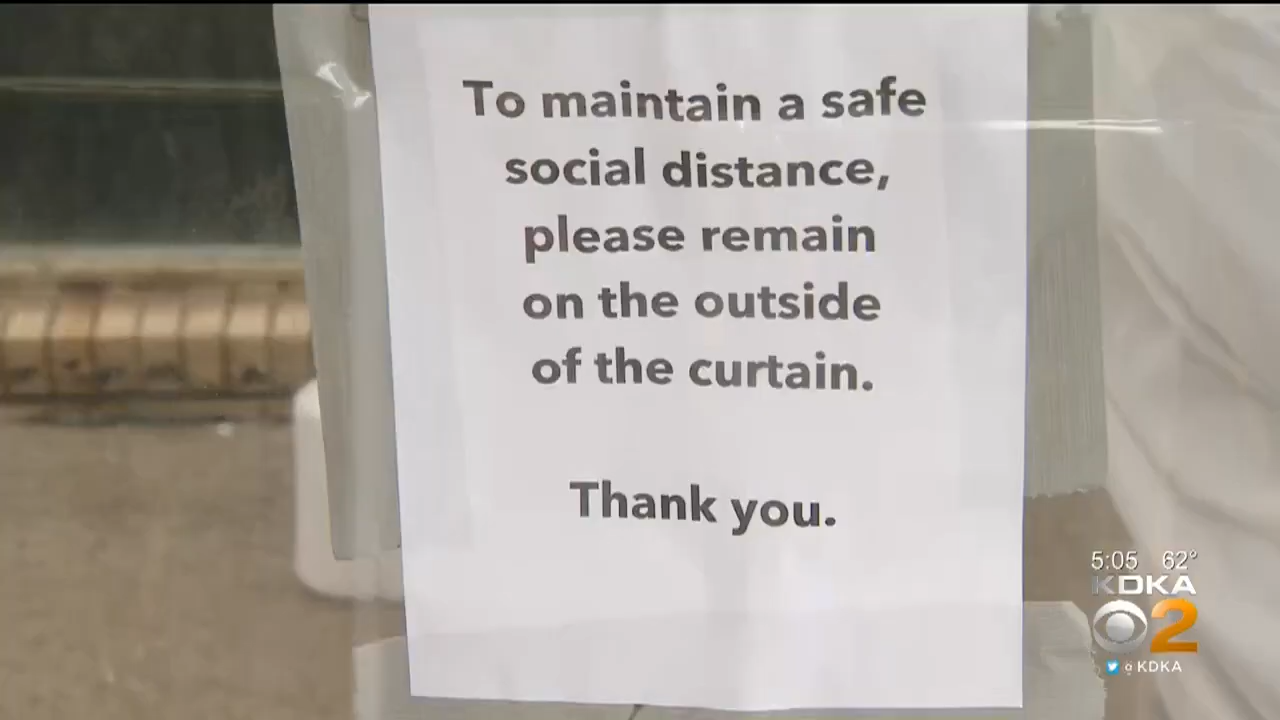 To maintain a safe
social distance,
please remain
on the outside
of the curtain.
Thank you.
5:05 62°
KDKA
2
@KDKA